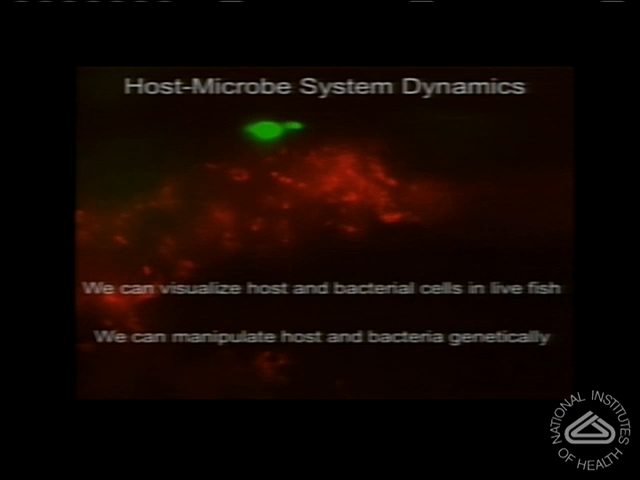 Host-Microbe System Dynamics
We can visualize host and bacterial cells in live fish
We can manipulate host and bacteria genetically
NATIONAL INSTITUTES
OF HEALTH